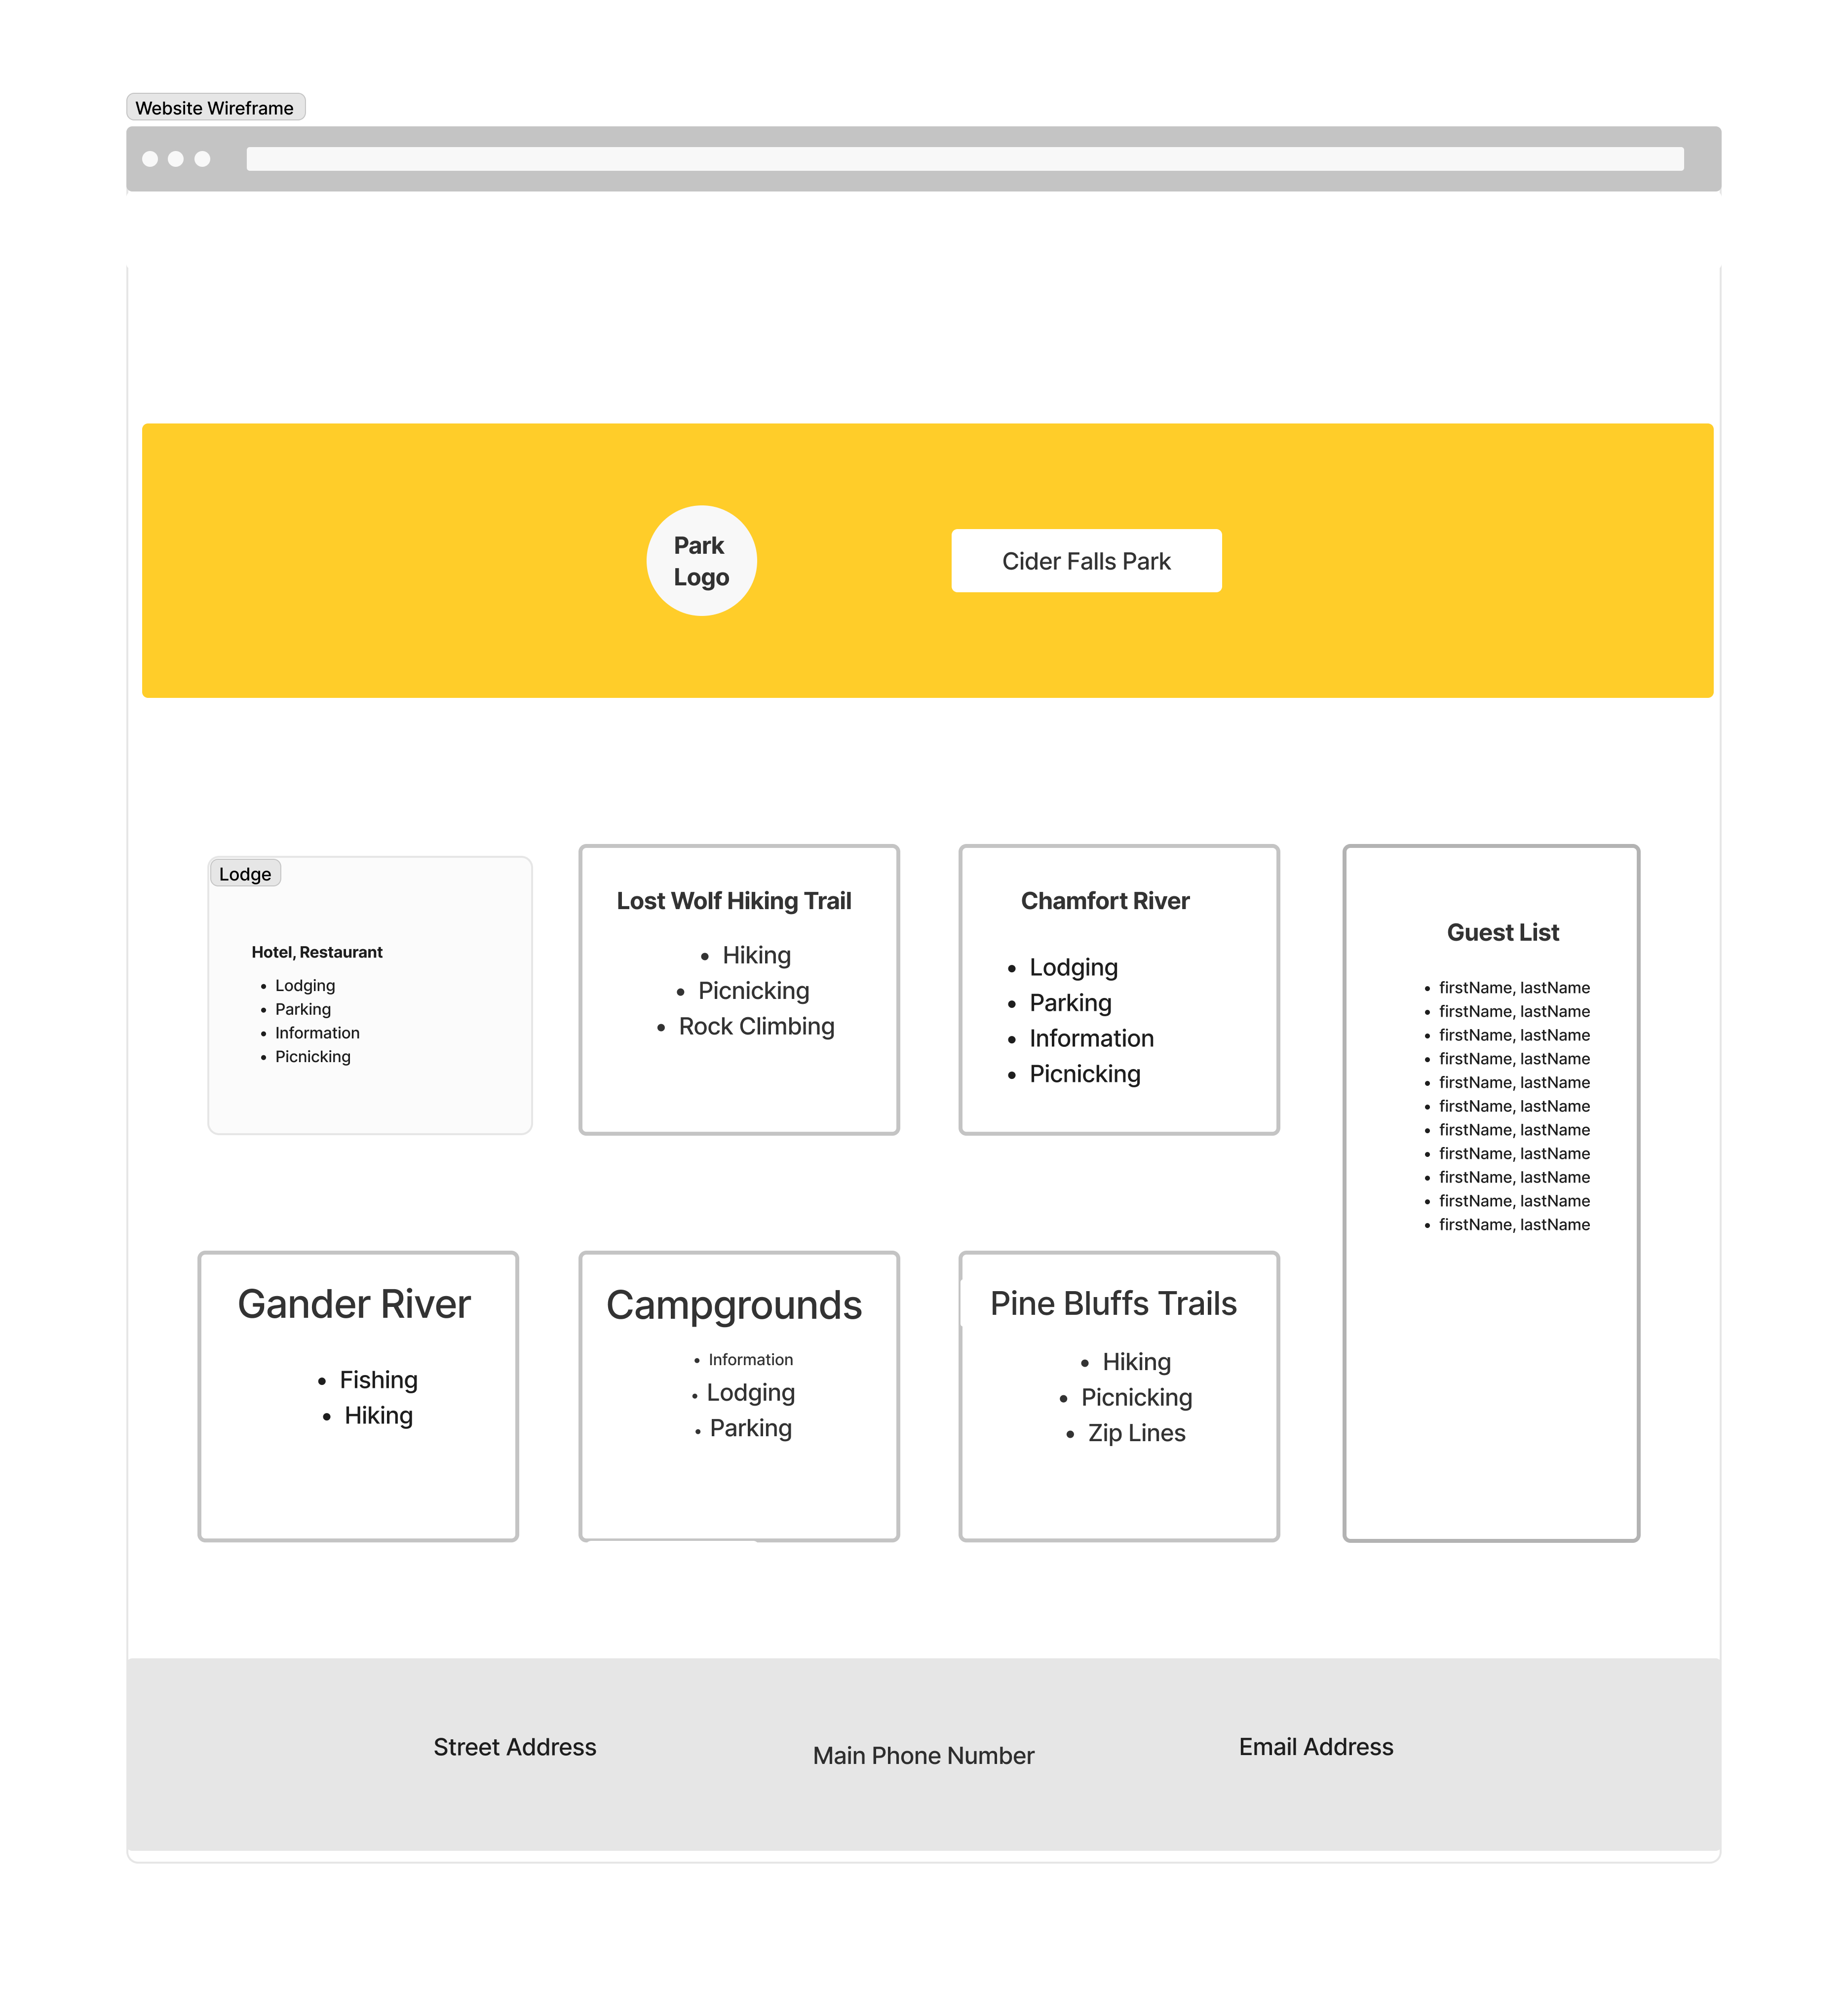 Website Wireframe
Park
Logo
Cider Falls Park
Lodge
Hotel, Restaurant
Lodging
Parking
Information
Picnicking
Lost Wolf Hiking Trail
Hiking
Picnicking
Rock Climbing
Chamfort River
Lodging
Parking
Information
Picnicking
Guest List
firstName, lastName
firstName, lastName
firstName, lastName
firstName, lastName
firstName, lastName
firstName, lastName
firstName, lastName
firstName, lastName
firstName, lastName
firstName, lastName
firstName, lastName
Gander River
Fishing
Hiking
Campgrounds
Information
Lodging
Parking
Pine Bluffs Trails
Hiking
Picnicking
Zip Lines
Street Address
Main Phone Number
Email Address